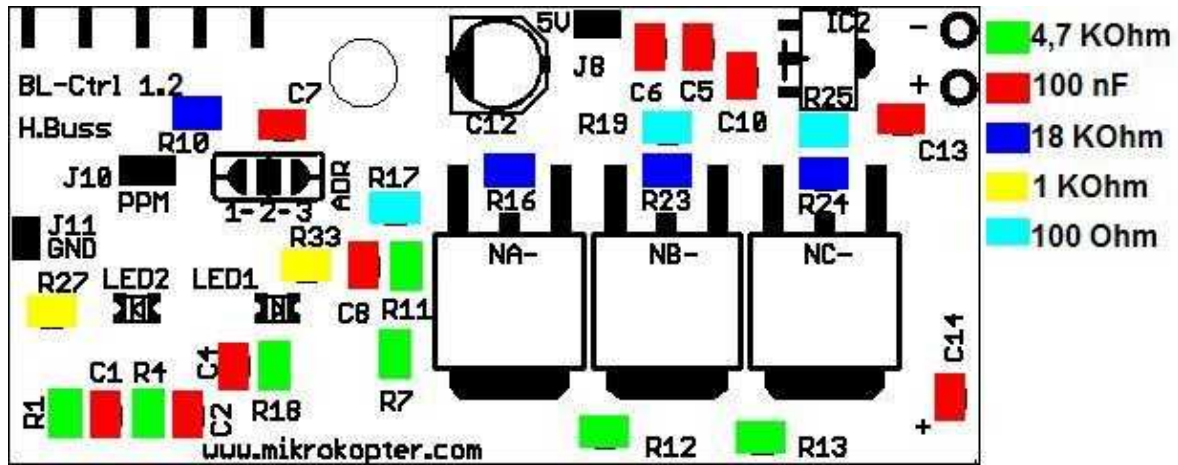 5V
IC2
-
4,7 KOhm
J8
BL-Ctrl 1.2
C7
C6
C5
R25
+
100 nF
H.Buss
R10
C12
R19
C10
C13
18 KOhm
J10
PPM
1-2-3
ADR
R17
R16
R23
R24
1 KOhm
J11
GND
R33
NA-
NB-
NC-
100 Ohm
R27
LED2
LED1
C8
R11
C14
R1
C1
R4
C4
C2
R18
R7
+
www.mikrokopter.com
R12
R13